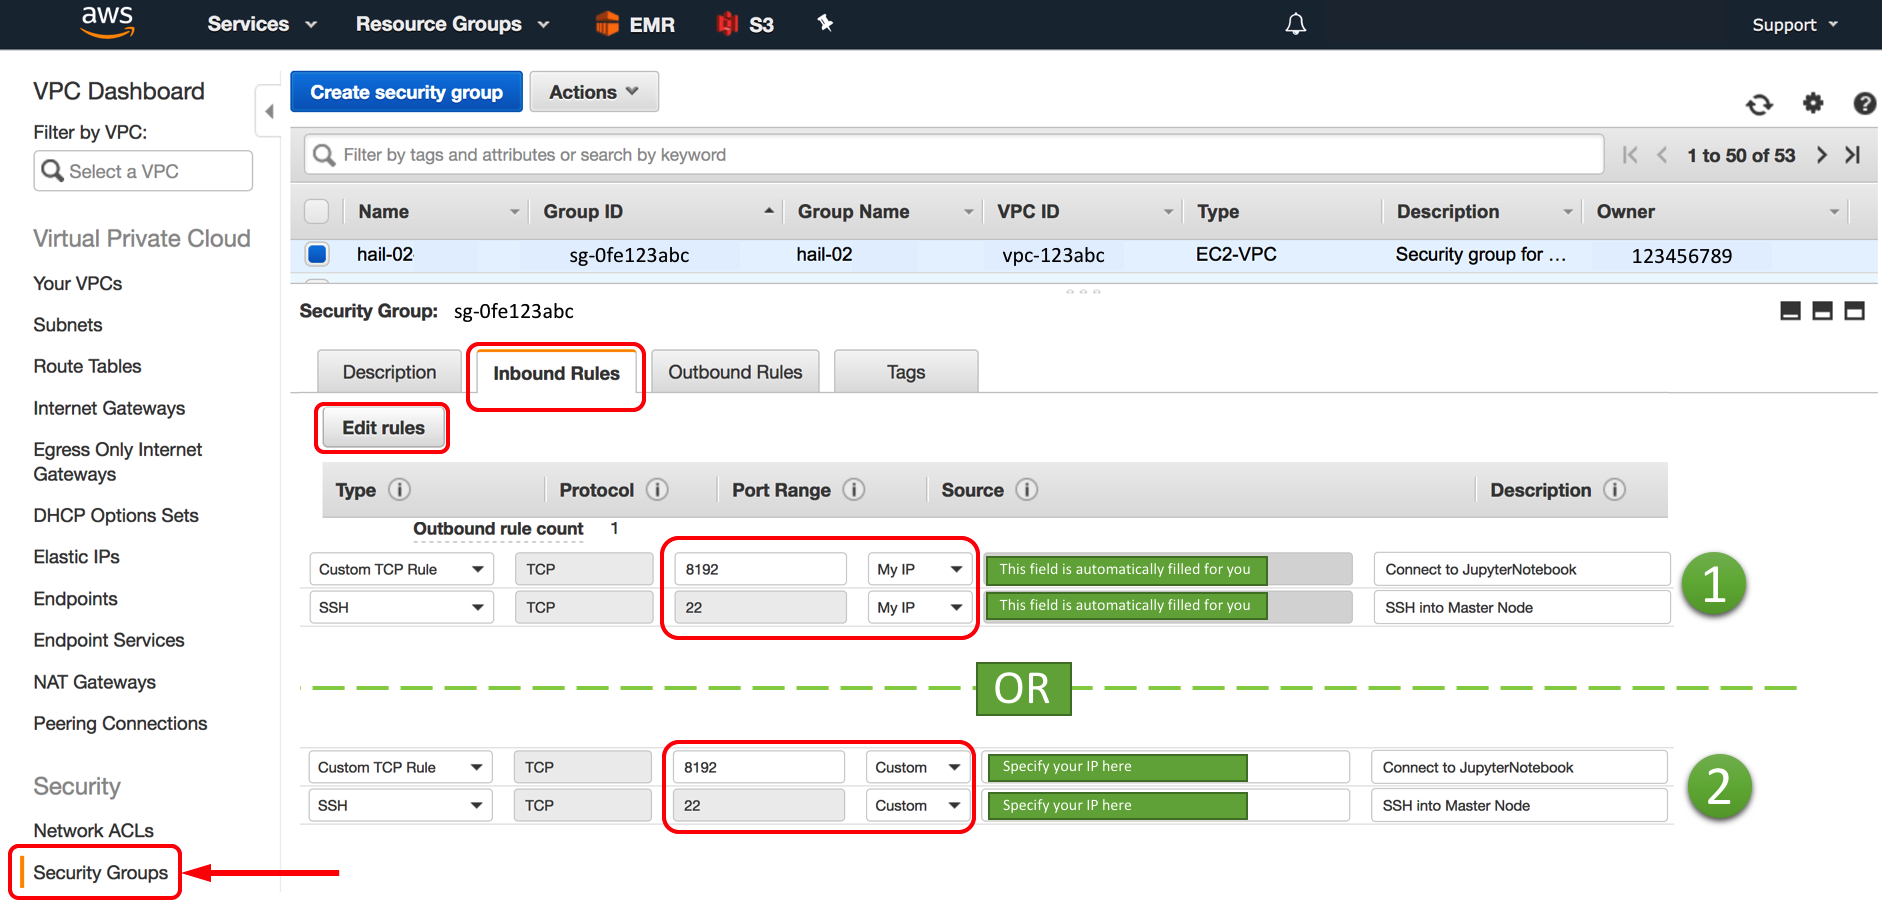 aws Services Resource Groups EMR S3 Support
VPC Dashboard
Filter by VPC:
Select a VPC
Virtual Private Cloud
Your VPCs
Subnets
Route Tables
Internet Gateways
Egress Only Internet
Gateways
DHCP Options Sets
Elastic IPs
Endpoints
Endpoint Services
NAT Gateways
Peering Connections
Security
Network ACLs
Security Groups
Create security group Actions
Filter by tags and attributes or search by keyword 1 to 50 of 53
Name Group ID Group Name VPC ID Type Description Owner
hail-02 sg-0fe123abc hail-02 vpc-123abc EC2-VPC Security group for ... 123456789
Security Group: sg-0fe123abc
Description Inbound Rules Outbound Rules Tags
Edit rules
Type Protocol Port Range Source Description
Outbound rule count 1
Custom TCP Rule TCP 8192 My IP This field is automatically filled for you Connect to JupyterNotebook
SSH TCP 22 My IP This field is automatically filled for you SSH into Master Node
1
OR
Custom TCP Rule TCP 8192 Custom Specify your IP here Connect to JupyterNotebook
SSH TCP 22 Custom Specify your IP here SSH into Master Node
2